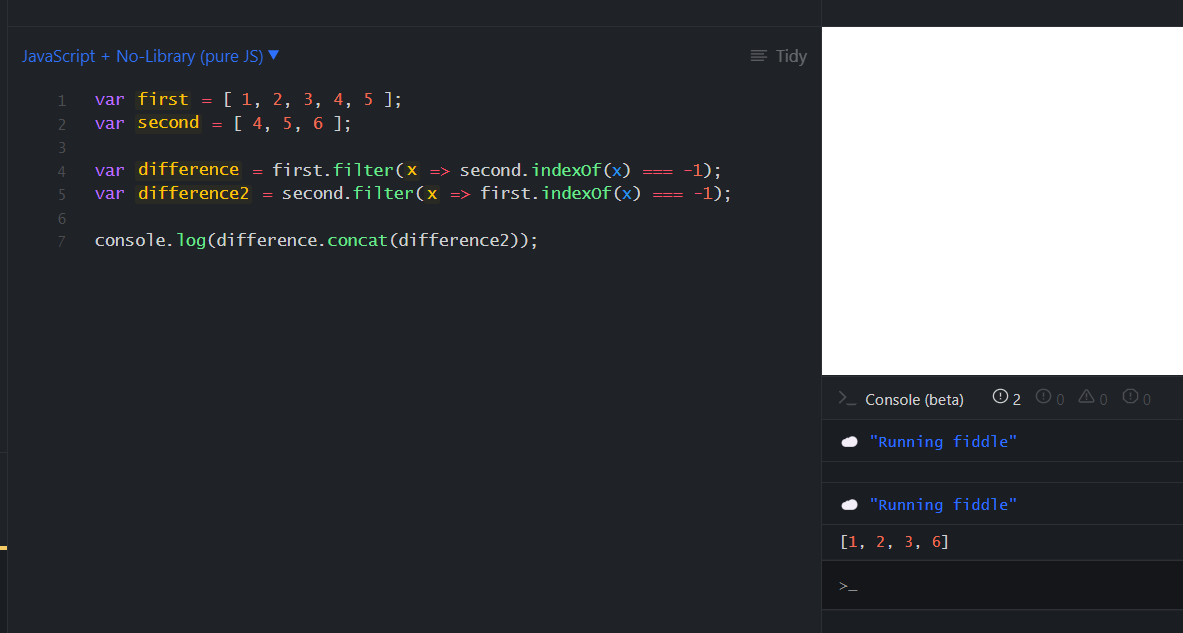 JavaScript + No-Library (pure JS) ▼
Tidy
1 var first = [ 1, 2, 3, 4, 5 ];
2 var second = [ 4, 5, 6 ];
3
4 var difference = first.filter(x => second.indexOf(x) === -1);
5 var difference2 = second.filter(x => first.indexOf(x) === -1);
6
7 console.log(difference.concat(difference2));
>_ Console (beta) 2 0 0 0
"Running fiddle"
"Running fiddle"
[1, 2, 3, 6]
>_